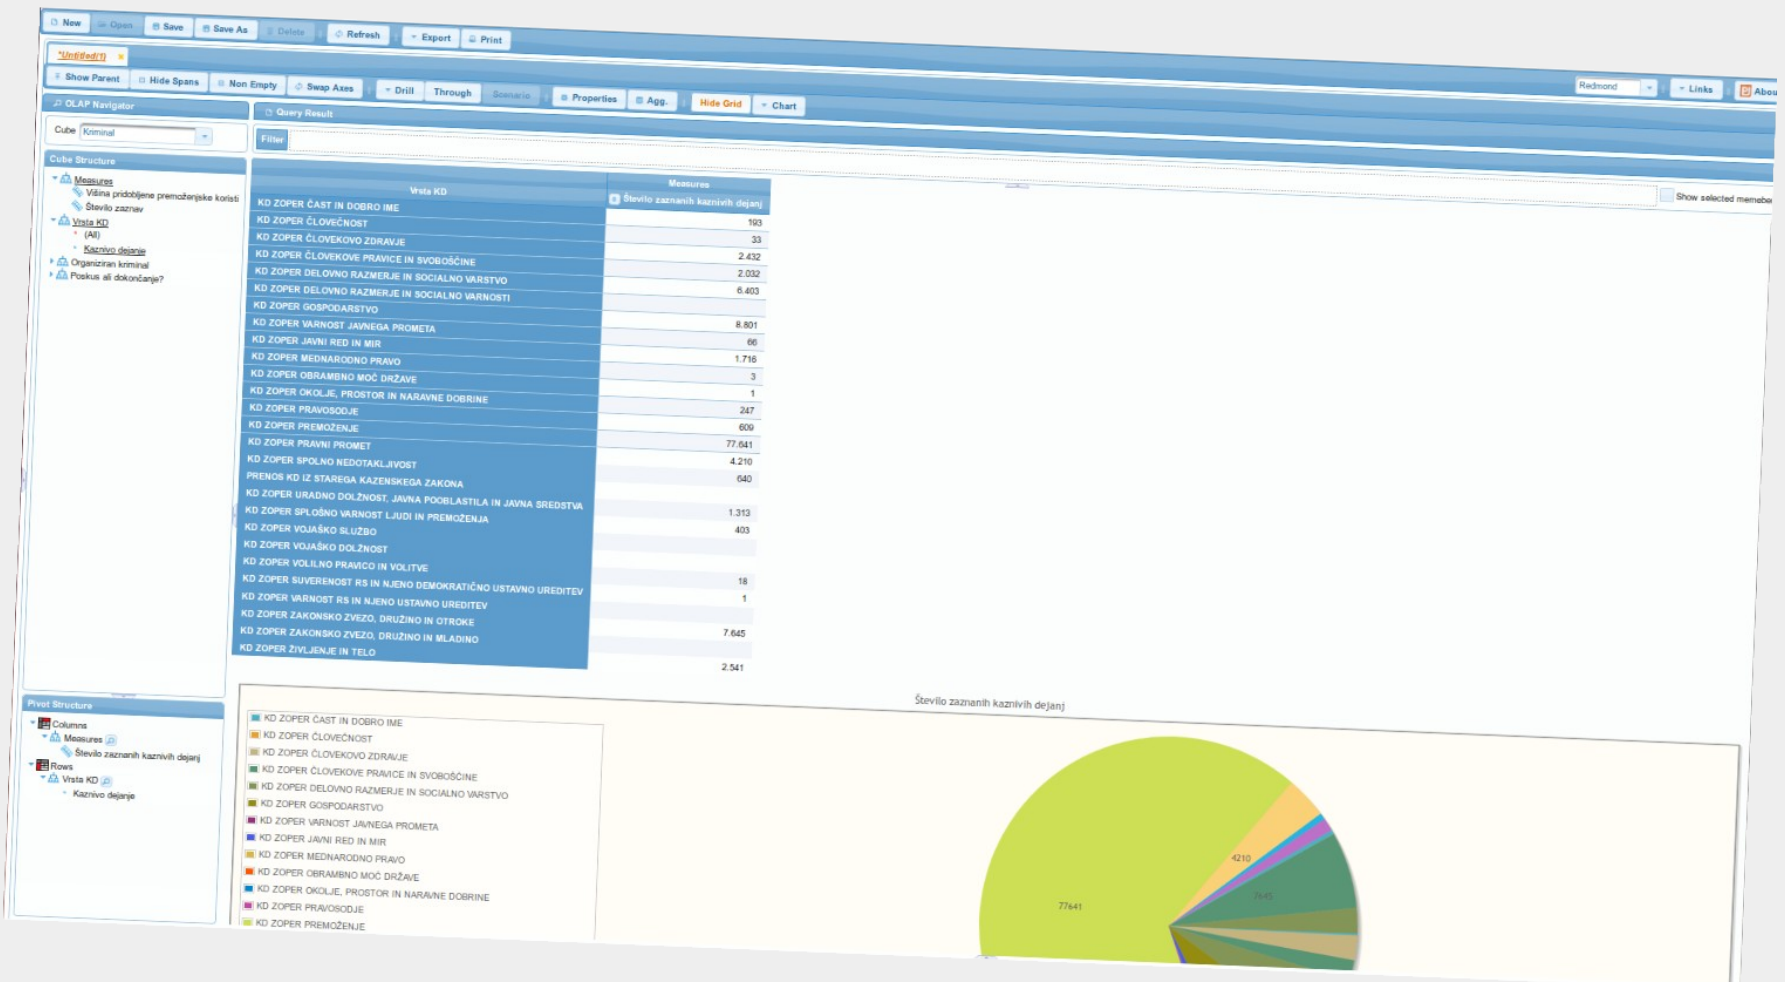 New Open Save Save As Delete Refresh Export Print
*Untitled(1)
Redmond Links Abou
Show Parent Hide Spans Non Empty Swap Axes Drill Through Scenario Properties Agg. Hide Grid Chart
OLAP Navigator
Cube Kriminal
Cube Structure
Measures
Višina pridobljene premoženjske koristi
Število zaznav
Vrsta KD
(All)
Kaznivo dejanje
Organiziran kriminal
Poskus ali dokončanje?
Query Result
Filter
Show selected memeber
Measures
Vrsta KD Število zaznanih kaznivih dejanj
KD ZOPER ČAST IN DOBRO IME 193
KD ZOPER ČLOVEČNOST 33
KD ZOPER ČLOVEKOVO ZDRAVJE 2.432
KD ZOPER ČLOVEKOVE PRAVICE IN SVOBOŠČINE 2.032
KD ZOPER DELOVNO RAZMERJE IN SOCIALNO VARSTVO 6.403
KD ZOPER DELOVNO RAZMERJE IN SOCIALNO VARNOSTI
KD ZOPER GOSPODARSTVO 8.801
KD ZOPER VARNOST JAVNEGA PROMETA 66
KD ZOPER JAVNI RED IN MIR 1.716
KD ZOPER MEDNARODNO PRAVO 3
KD ZOPER OBRAMBNO MOČ DRŽAVE 1
KD ZOPER OKOLJE, PROSTOR IN NARAVNE DOBRINE 247
KD ZOPER PRAVOSODJE 609
KD ZOPER PREMOŽENJE 77.641
KD ZOPER PRAVNI PROMET 4.210
KD ZOPER SPOLNO NEDOTAKLJIVOST 640
PRENOS KD IZ STAREGA KAZENSKEGA ZAKONA
KD ZOPER URADNO DOLŽNOST, JAVNA POOBLASTILA IN JAVNA SREDSTVA 1.313
KD ZOPER SPLOŠNO VARNOST LJUDI IN PREMOŽENJA 403
KD ZOPER VOJAŠKO SLUŽBO
KD ZOPER VOJAŠKO DOLŽNOST
KD ZOPER VOLILNO PRAVICO IN VOLITVE 18
KD ZOPER SUVERENOST RS IN NJENO DEMOKRATIČNO USTAVNO UREDITEV 1
KD ZOPER VARNOST RS IN NJENO USTAVNO UREDITEV
KD ZOPER ZAKONSKO ZVEZO, DRUŽINO IN OTROKE 7.645
KD ZOPER ZAKONSKO ZVEZO, DRUŽINO IN MLADINO
KD ZOPER ŽIVLJENJE IN TELO 2.541
Pivot Structure
Columns
Measures
Število zaznanih kaznivih dejanj
Rows
Vrsta KD
Kaznivo dejanje
Število zaznanih kaznivih dejanj
KD ZOPER ČAST IN DOBRO IME
KD ZOPER ČLOVEČNOST
KD ZOPER ČLOVEKOVO ZDRAVJE
KD ZOPER ČLOVEKOVE PRAVICE IN SVOBOŠČINE
KD ZOPER DELOVNO RAZMERJE IN SOCIALNO VARSTVO
KD ZOPER GOSPODARSTVO
KD ZOPER VARNOST JAVNEGA PROMETA
KD ZOPER JAVNI RED IN MIR
KD ZOPER MEDNARODNO PRAVO
KD ZOPER OBRAMBNO MOČ DRŽAVE
KD ZOPER OKOLJE, PROSTOR IN NARAVNE DOBRINE
KD ZOPER PRAVOSODJE
KD ZOPER PREMOŽENJE
4210
7645
77641